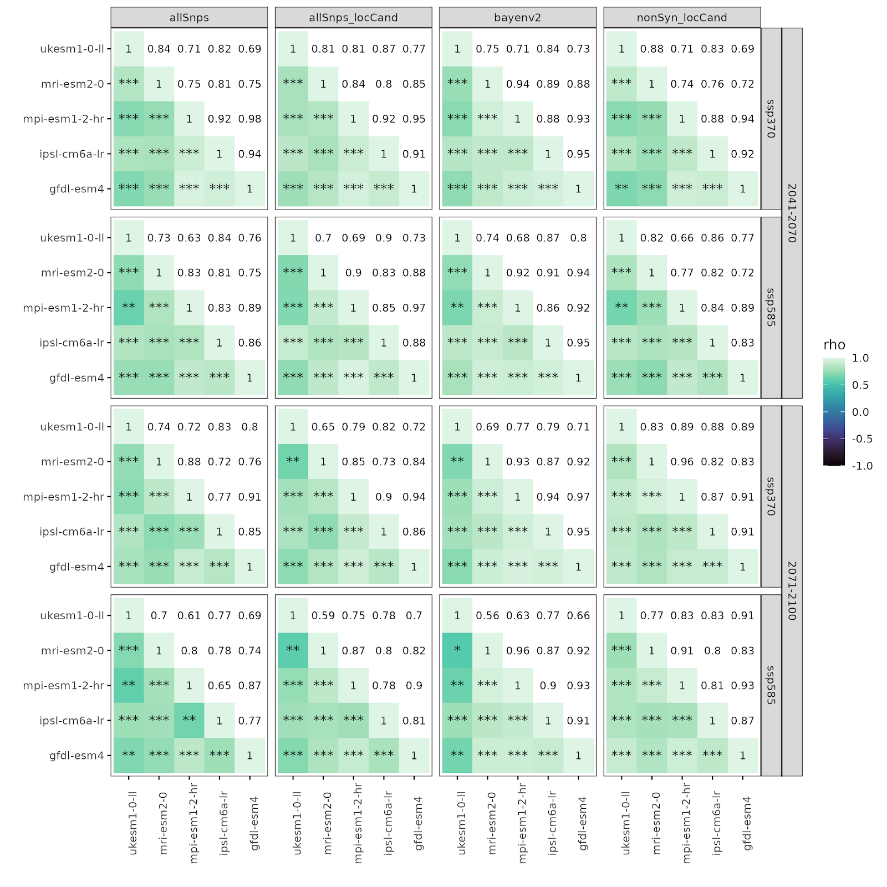 allSnps allSnps_locCand bayenv2 nonSyn_locCand
ukesm1-0-ll 1 0.84 0.71 0.82 0.69 1 0.81 0.81 0.87 0.77 1 0.75 0.71 0.84 0.73 1 0.88 0.71 0.83 0.69
mri-esm2-0 *** 1 0.75 0.81 0.75 *** 1 0.84 0.8 0.85 *** 1 0.94 0.89 0.88 *** 1 0.74 0.76 0.72
mpi-esm1-2-hr *** *** 1 0.92 0.98 *** *** 1 0.92 0.95 *** *** 1 0.88 0.93 *** *** 1 0.88 0.94
ipsl-cm6a-lr *** *** *** 1 0.94 *** *** *** 1 0.91 *** *** *** 1 0.95 *** *** *** 1 0.92
gfdl-esm4 *** *** *** *** 1 *** *** *** *** 1 *** *** *** *** 1 ** *** *** *** 1
ssp370
2041-2070
ukesm1-0-ll 1 0.73 0.63 0.84 0.76 1 0.7 0.69 0.9 0.73 1 0.74 0.68 0.87 0.8 1 0.82 0.66 0.86 0.77
mri-esm2-0 *** 1 0.83 0.81 0.75 *** 1 0.9 0.83 0.88 *** 1 0.92 0.91 0.94 *** 1 0.77 0.82 0.72
mpi-esm1-2-hr ** *** 1 0.83 0.89 *** *** 1 0.85 0.97 ** *** 1 0.86 0.92 ** *** 1 0.84 0.89
ipsl-cm6a-lr *** *** *** 1 0.86 *** *** *** 1 0.88 *** *** *** 1 0.95 *** *** *** 1 0.83
gfdl-esm4 *** *** *** *** 1 *** *** *** *** 1 *** *** *** *** 1 *** *** *** *** 1
ssp585
ukesm1-0-ll 1 0.74 0.72 0.83 0.8 1 0.65 0.79 0.82 0.72 1 0.69 0.77 0.79 0.71 1 0.83 0.89 0.88 0.89
mri-esm2-0 *** 1 0.88 0.72 0.76 ** 1 0.85 0.73 0.84 ** 1 0.93 0.87 0.92 *** 1 0.96 0.82 0.83
mpi-esm1-2-hr *** *** 1 0.77 0.91 *** *** 1 0.9 0.94 *** *** 1 0.94 0.97 *** *** 1 0.87 0.91
ipsl-cm6a-lr *** *** *** 1 0.85 *** *** *** 1 0.86 *** *** *** 1 0.95 *** *** *** 1 0.91
gfdl-esm4 *** *** *** *** 1 *** *** *** *** 1 *** *** *** *** 1 *** *** *** *** 1
ssp370
2071-2100
ukesm1-0-ll 1 0.7 0.61 0.77 0.69 1 0.59 0.75 0.78 0.7 1 0.56 0.63 0.77 0.66 1 0.77 0.83 0.83 0.91
mri-esm2-0 *** 1 0.8 0.78 0.74 ** 1 0.87 0.8 0.82 * 1 0.96 0.87 0.92 *** 1 0.91 0.8 0.83
mpi-esm1-2-hr ** *** 1 0.65 0.87 *** *** 1 0.78 0.9 ** *** 1 0.9 0.93 *** *** 1 0.81 0.93
ipsl-cm6a-lr *** *** ** 1 0.77 *** *** *** 1 0.81 *** *** *** 1 0.91 *** *** *** 1 0.87
gfdl-esm4 ** *** *** *** 1 *** *** *** *** 1 ** *** *** *** 1 *** *** *** *** 1
ssp585
ukesm1-0-ll mri-esm2-0 mpi-esm1-2-hr ipsl-cm6a-lr gfdl-esm4 ukesm1-0-ll mri-esm2-0 mpi-esm1-2-hr ipsl-cm6a-lr gfdl-esm4 ukesm1-0-ll mri-esm2-0 mpi-esm1-2-hr ipsl-cm6a-lr gfdl-esm4 ukesm1-0-ll mri-esm2-0 mpi-esm1-2-hr ipsl-cm6a-lr gfdl-esm4
rho
1.0
0.5
0.0
-0.5
-1.0